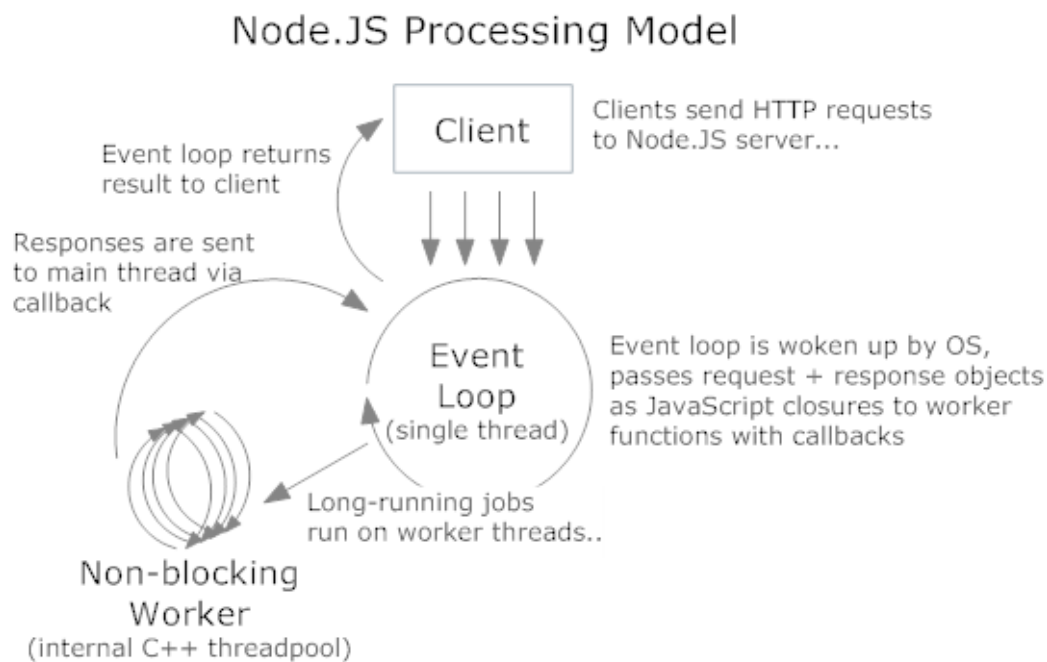 Node.JS Processing Model
Client
Clients send HTTP requests
to Node.JS server...
Event loop returns
result to client
Responses are sent
to main thread via
callback
Event
Loop
(single thread)
Event loop is woken up by OS,
passes request + response objects
as JavaScript closures to worker
functions with callbacks
Long-running jobs
run on worker threads..
Non-blocking
Worker
(internal C++ threadpool)